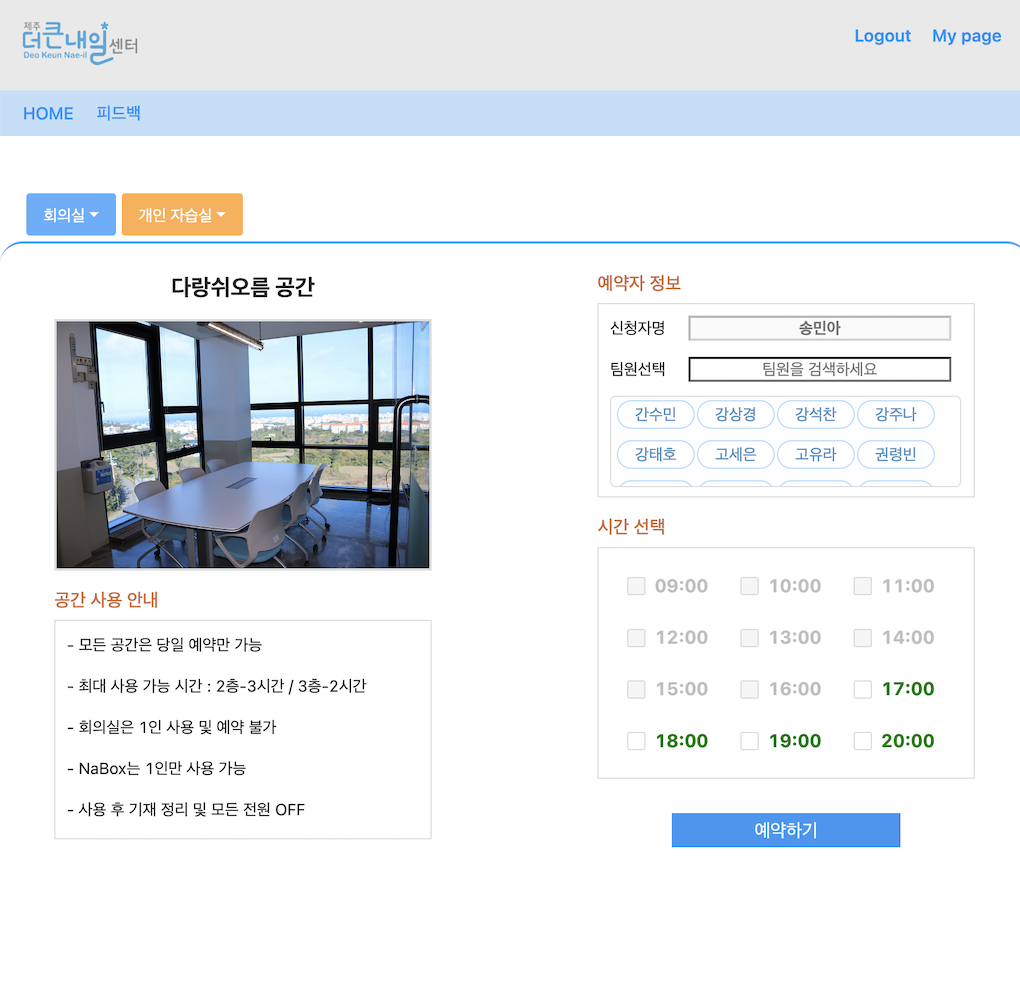 제주
더큰내일센터
Deo Keun Nae-il
Logout My page
HOME 피드백
회의실 개인 자습실
다랑쉬오름 공간
공간 사용 안내
- 모든 공간은 당일 예약만 가능
- 최대 사용 가능 시간 : 2층-3시간 / 3층-2시간
- 회의실은 1인 사용 및 예약 불가
- NaBox는 1인만 사용 가능
- 사용 후 기재 정리 및 모든 전원 OFF
예약자 정보
신청자명 송민아
팀원선택 팀원을 검색하세요
간수민 강상경 강석찬 강주나
강태호 고세은 고유라 권령빈
시간 선택
09:00 10:00 11:00
12:00 13:00 14:00
15:00 16:00 17:00
18:00 19:00 20:00
예약하기